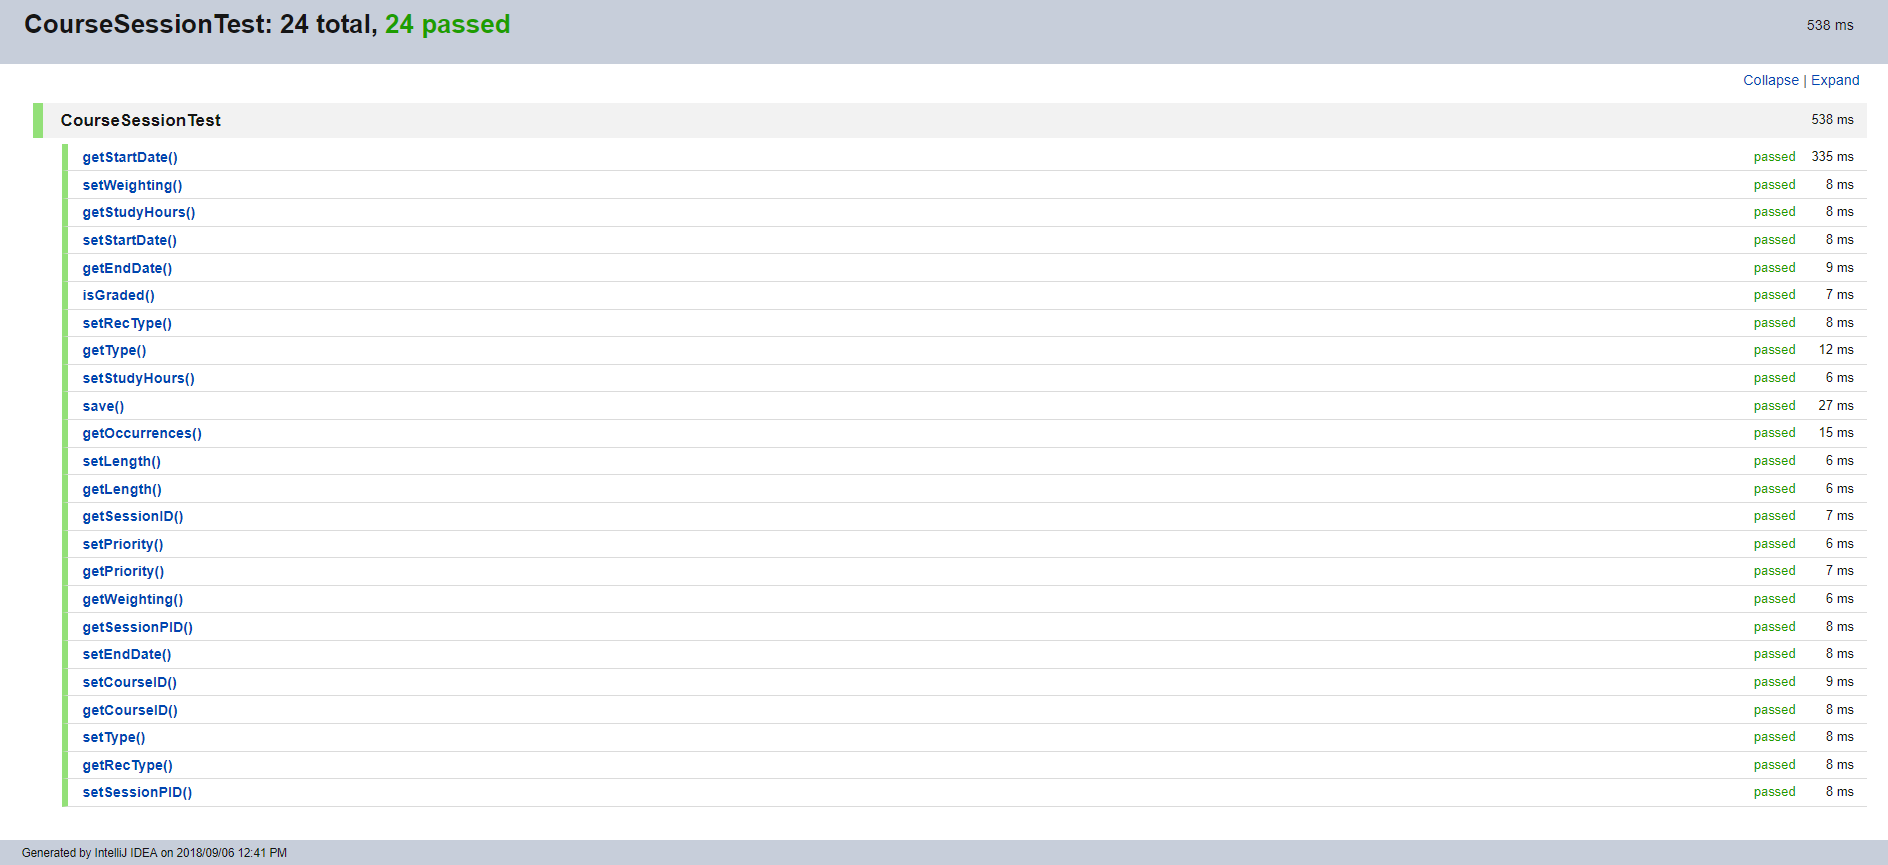 CourseSessionTest: 24 total, 24 passed 538 ms
Collapse | Expand
CourseSessionTest 538 ms
getStartDate() passed 335 ms
setWeighting() passed 8 ms
getStudyHours() passed 8 ms
setStartDate() passed 8 ms
getEndDate() passed 9 ms
isGraded() passed 7 ms
setRecType() passed 8 ms
getType() passed 12 ms
setStudyHours() passed 6 ms
save() passed 27 ms
getOccurrences() passed 15 ms
setLength() passed 6 ms
getLength() passed 6 ms
getSessionID() passed 7 ms
setPriority() passed 6 ms
getPriority() passed 7 ms
getWeighting() passed 6 ms
getSessionPID() passed 8 ms
setEndDate() passed 8 ms
setCourseID() passed 9 ms
getCourseID() passed 8 ms
setType() passed 8 ms
getRecType() passed 8 ms
setSessionPID() passed 8 ms
Generated by IntelliJ IDEA on 2018/09/06 12:41 PM